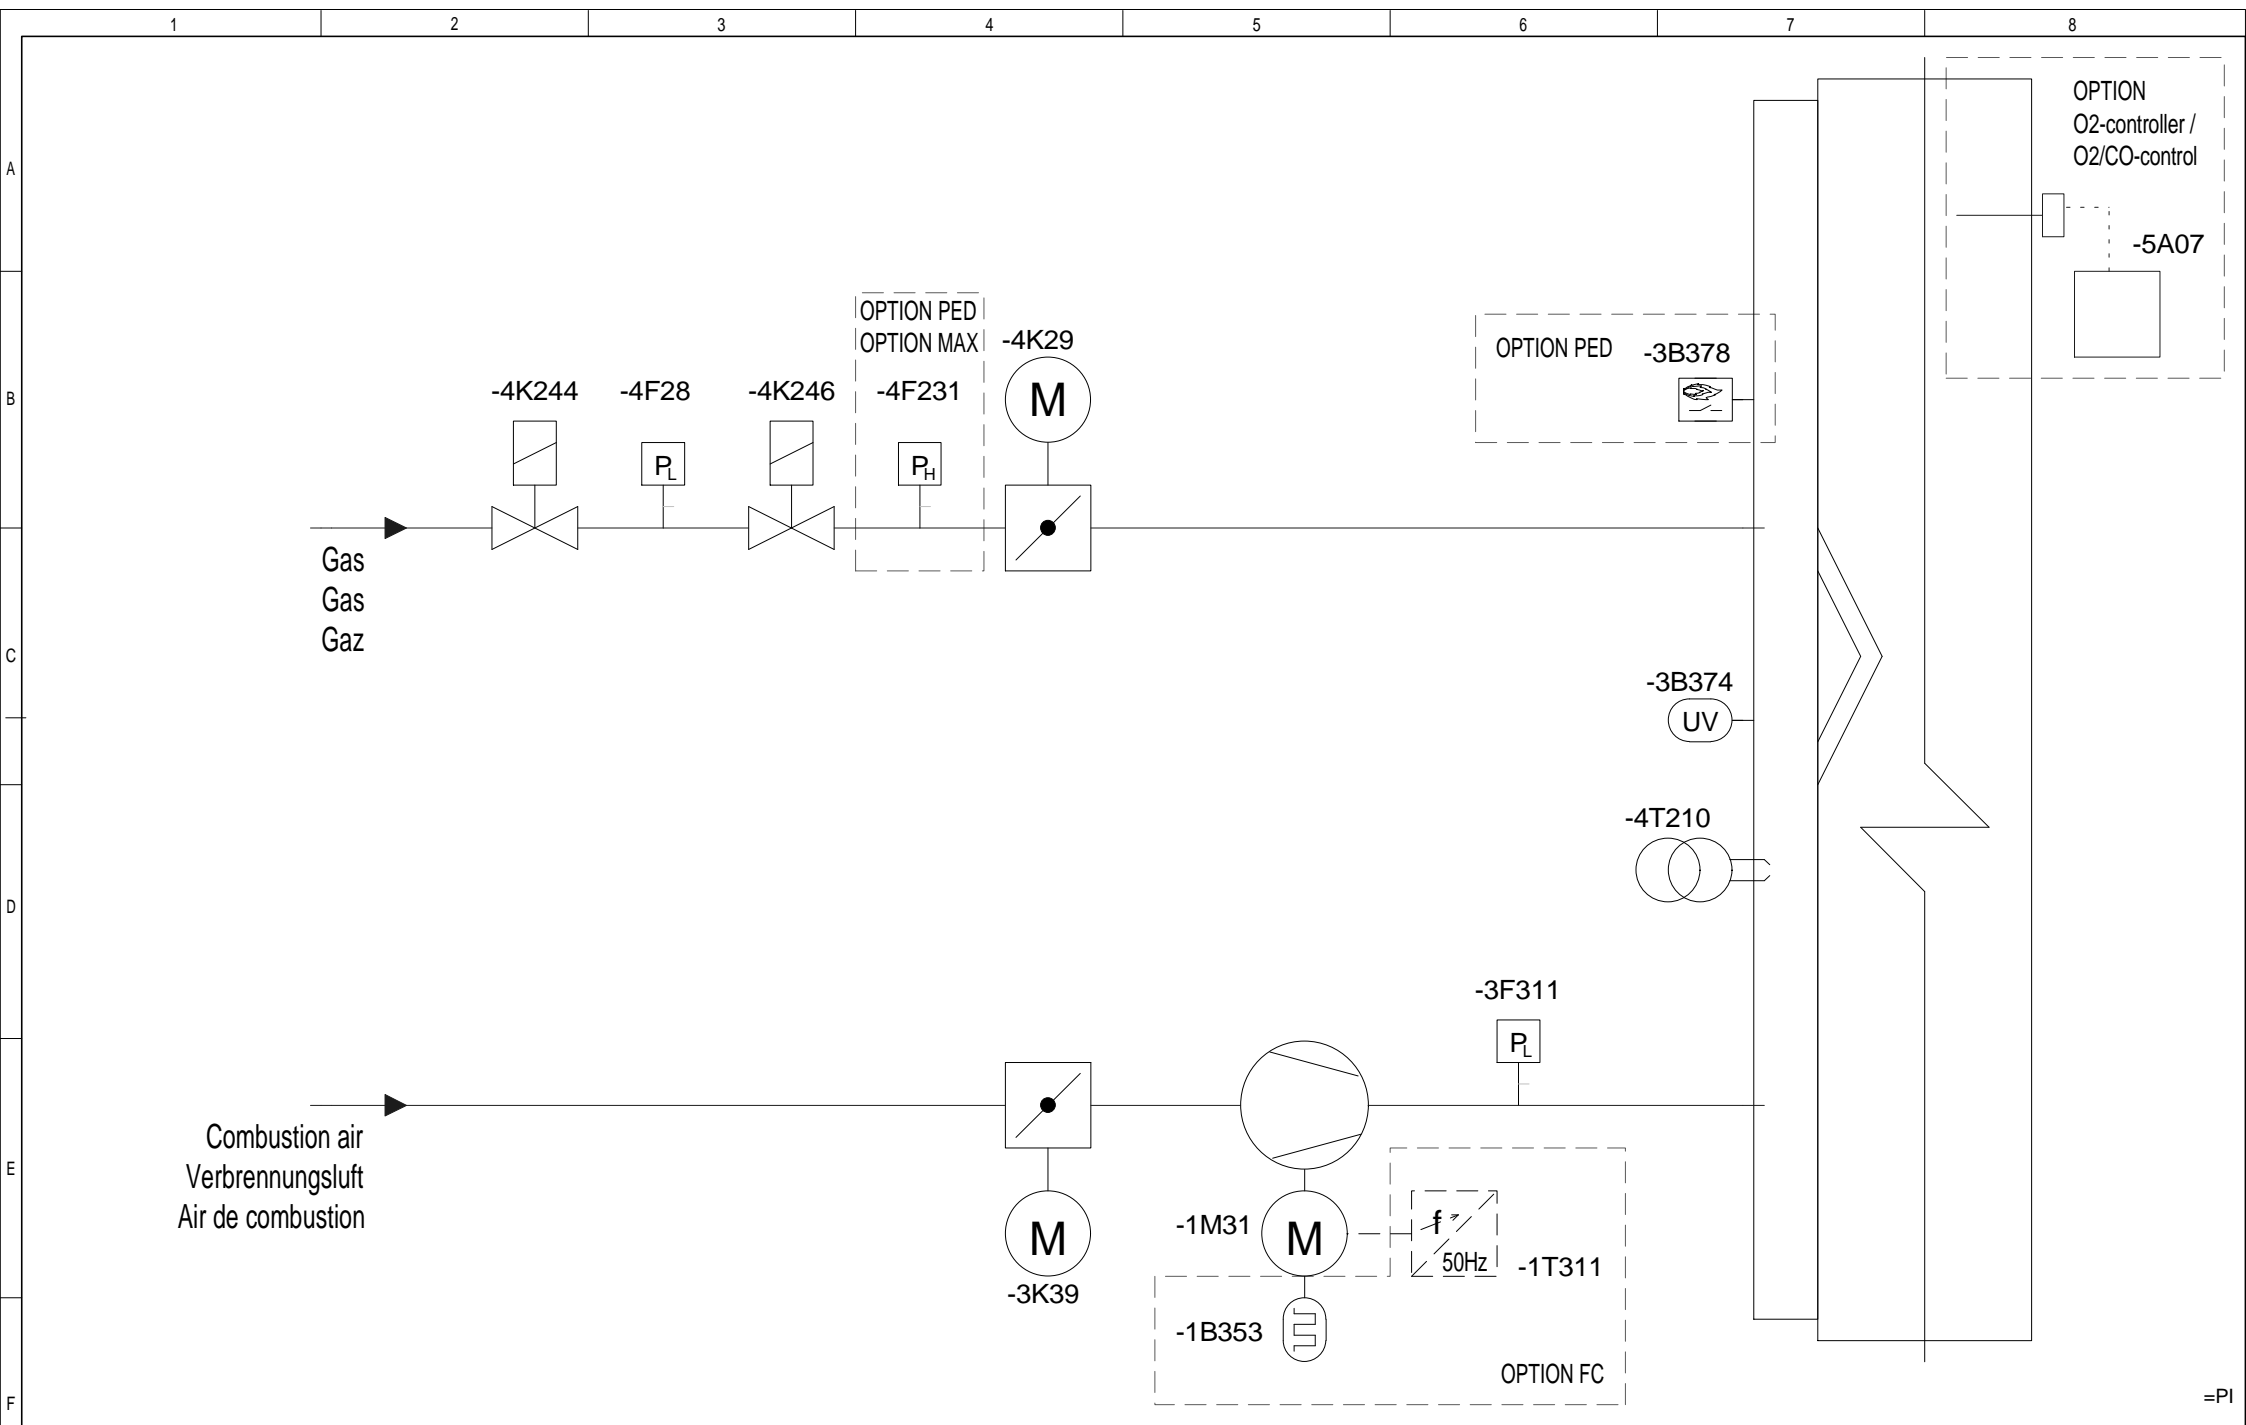 1 2 3 4 5 6 7 8
A
B
C
D
E
F
OPTION
O2-controller /
O2/CO-control
-5A07
OPTION PED
OPTION MAX
-4K29
OPTION PED
-3B378
-4K244
-4F28
-4K246
-4F231
M
PL
PH
Gas
Gas
Gaz
-3B374
UV
-4T210
-3F311
PL
Combustion air
Verbrennungsluft
Air de combustion
M
-3K39
-1M31
M
f
50Hz
-1T311
-1B353
OPTION FC
=PI